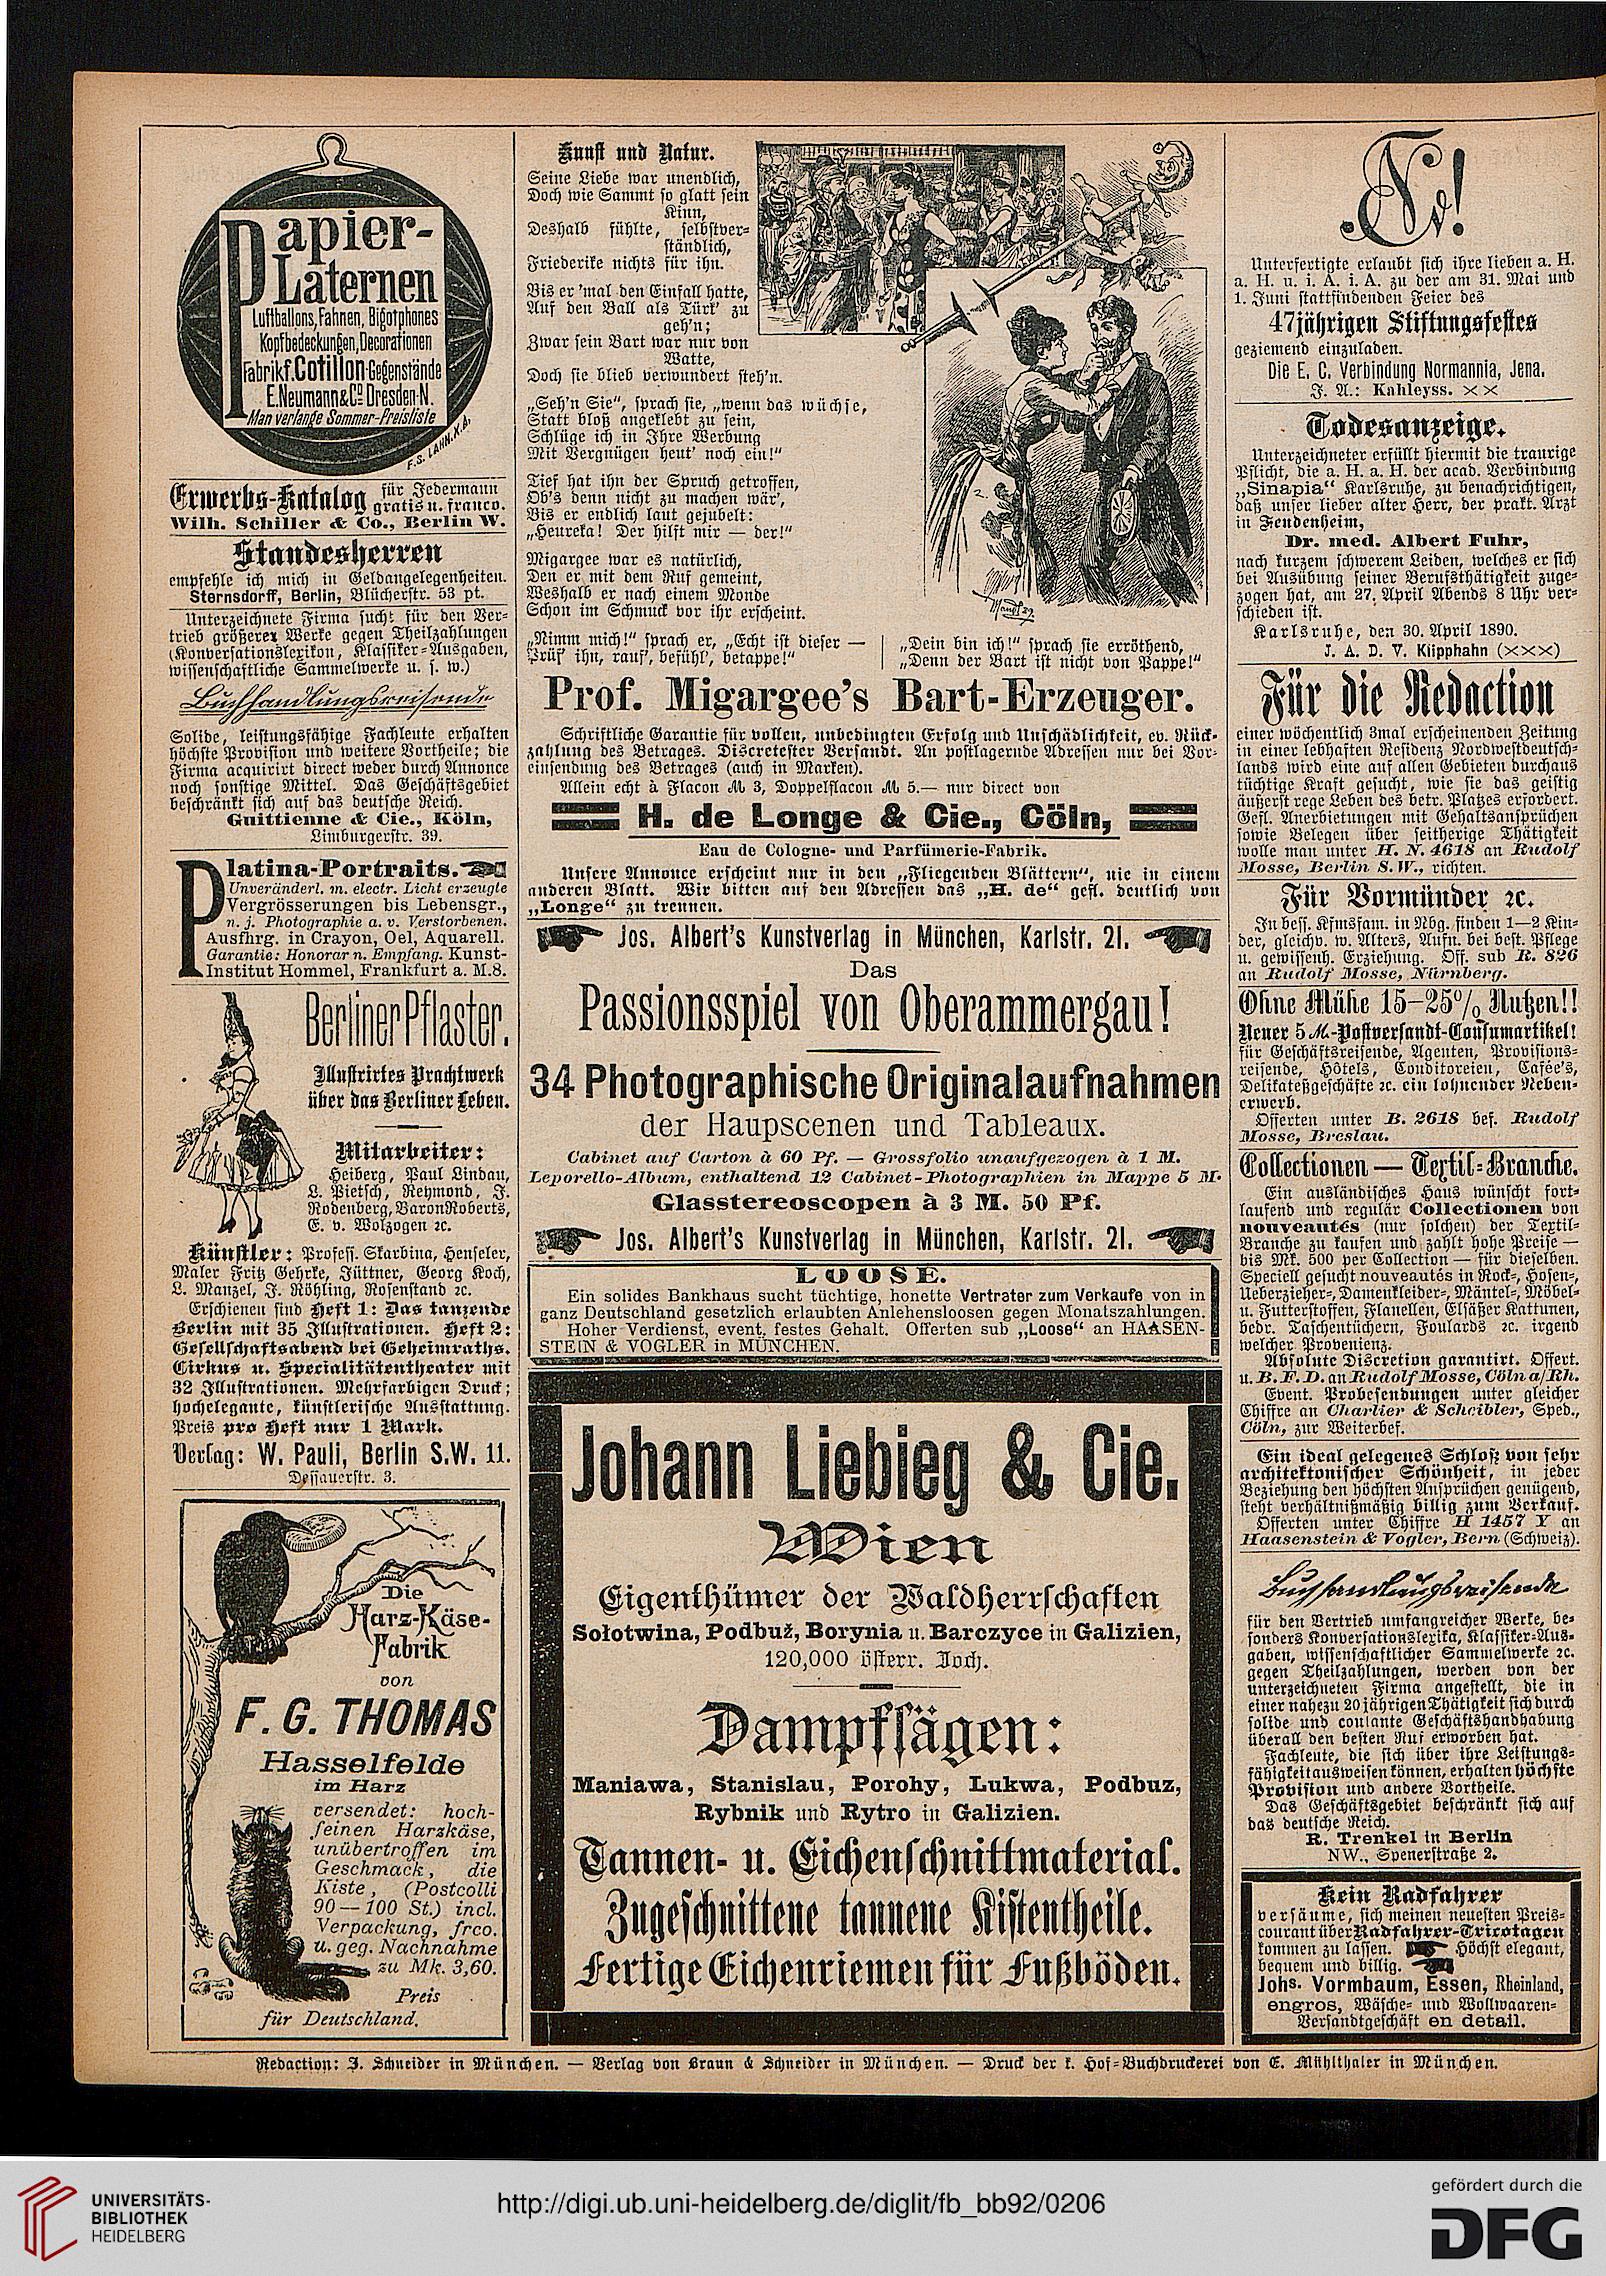 Papier-
Laternen
Luftballons, Fahnen, Bigotphones
Kopfbedeckungen, Decorationen
Fabrik f. Cotillon-Gegenstände
E. Neumann & Co Dresden-N.
Man verlange Sommer-Preisliste
F.S. LAHN. X.A.
Erwerbs-Katalog für Jedermann
gratis u. franco.
Wilh. Schiller & Co., Berlin W.
Standesherren
empfehle ich mich in Geldangelegenheiten.
Sternsdorff, Berlin, Blücherstr. 53 pt.
Unterzeichnete Firma sucht für den Ver-
trieb größerer Werke gegen Theilzahlungen
(Konversationslexikon, Klassiker-Ausgaben,
wissenschaftliche Sammelwerke u. s. w.)
Buchhandlungsreisende
Solide, leistungsfähige Fachleute erhalten
höchste Provision und weitere Vortheile; die
Firma acquirirt direct weder durch Annonce
noch sonstige Mittel. Das Geschäftsgebiet
beschränkt sich auf das deutsche Reich.
Guittienne & Cie., Köln,
Limburgerstr. 39.
Platina-Portraits.
Unveränderl. m. electr. Licht erzeugte
Vergrösserungen bis Lebensgr.,
n. j. Photographie a. v. Verstorbenen.
Ausfhrg. in Crayon, Oel, Aquarell.
Garantie: Honorar n. Empfang. Kunst-
Institut Hommel, Frankfurt a. M. 8.
Berliner Pflaster.
Illustrirtes Prachtwerk
über das Berliner Leben.
Mitarbeiter:
Heiberg, Paul Lindau,
L. Pietsch, Reymond, J.
Rodenberg, Baron Roberts,
E. v. Wolzogen ꝛc.
Künstler: Profess. Skarbina, Henseler,
Maler Fritz Gehrke, Jüttner, Georg Koch,
L. Manzel, J. Röhling, Rosenstand ꝛc.
Erschienen sind Heft 1: Das tanzende
Berlin mit 35 Illustrationen. Heft 2:
Gesellschaftsabend bei Geheimraths.
Cirkus u. Specialitätentheater mit
32 Illustrationen. Mehrfarbigen Druck;
hochelegante, künstlerische Ausstattung.
Preis pro Heft nur 1 Mark.
Verlag: W. Pauli, Berlin S.W. 11.
Dessauerstr. 3.
Die
Harz-Käse-
Fabrik
von
F. G. THOMAS
Hasselfelde
im Harz
versendet: hoch-
feinen Harzkäse,
unübertroffen im
Geschmack, die
Kiste, (Postcolli
90—100 St.) incl.
Verpackung, frco.
u. geg. Nachnahme
zu Mk. 3,60.
Preis
für Deutschland.
Kunst und Natur.
Seine Liebe war unendlich,
Doch wie Sammt so glatt sein
Kinn,
Deshalb fühlte, selbstver-
ständlich,
Friederike nichts für ihn.
Bis er 'mal den Einfall hatte,
Auf den Ball als Türk' zu
geh'n;
Zwar sein Bart war nur von
Watte,
Doch sie blieb verwundert steh'n.
„Seh'n Sie“, sprach sie, „wenn das wüchse,
Statt bloß angeklebt zu sein,
Schlüge ich in Ihre Werbung
Mit Vergnügen heut' noch ein!“
Tief hat ihn der Spruch getroffen,
Ob's denn nicht zu machen wär',
Bis er endlich laut gejubelt:
„Heureka! Der hilft mir — der!“
Migargee war es natürlich,
Den er mit dem Ruf gemeint,
Weshalb er nach einem Monde
Schon im Schmuck vor ihr erscheint.
„Nimm mich!“ sprach er, „Echt ist dieser —
Prüf' ihn, rauf', befühl', betappe!“
„Dein bin ich!“ sprach sie erröthend,
„Denn der Bart ist nicht von Pappe!“
Prof. Migargee's Bart-Erzeuger.
Schriftliche Garantie für vollen, unbedingten Erfolg und Unschädlichkeit, ev. Rück-
zahlung des Betrages. Discretester Versandt. An postlagernde Adressen nur bei Vor-
einsendung des Betrages (auch in Marken).
Allein echt à Flacon M 3, Doppelflacon M 5.— nur direct von
H. de Longe & Cie., Cöln,
Eau de Cologne- und Parfümerie-Fabrik.
Unsere Annonce erscheint nur in den „Fliegenden Blättern“, nie in einem
anderen Blatt. Wir bitten auf den Adressen das „H. de“ gefl. deutlich von
„Longe“ zu trennen.
Jos. Albert's Kunstverlag in München, Karlstr. 21.
Das
Passionsspiel von Oberammergau!
34 Photographische Originalaufnahmen
der Haupscenen und Tableaux.
Cabinet auf Carton à 60 Pf. — Grossfolio unaufgezogen à 1 M.
Leporello-Album, enthaltend 12 Cabinet-Photographien in Mappe 5 M.
Glasstereoscopen à 3 M. 50 Pf.
Jos. Albert's Kunstverlag in München, Karlstr. 21.
LOOSE.
Ein solides Bankhaus sucht tüchtige, honette Vertreter zum Verkaufe von in
ganz Deutschland gesetzlich erlaubten Anlehensloosen gegen Monatszahlungen.
Hoher Verdienst, event. festes Gehalt. Offerten sub „Loose“ an HAASEN-
STEIN & VOGLER in MÜNCHEN.
Johann Liebieg & Cie.
Wien
Eigenthümer der Waldherrschaften
Sołotwina, Podbuż, Borynia u. Barczyce in Galizien,
120,000 österr. Joch.
Dampfsägen:
Maniawa, Stanislau, Porohy, Lukwa, Podbuz,
Rybnik und Rytro in Galizien.
Tannen- u. Eichenschnittmaterial.
Zugeschnittene tannene Kistentheile.
Fertige Eichenriemen für Fußböden.
Unterfertigte erlaubt sich ihre lieben a. H.
a. H. u. i. A. i. A. zu der am 31. Mai und
1. Juni stattfindenden Feier des
47jährigen Stiftungsfestes
geziemend einzuladen.
Die E. C. Verbindung Normannia, Jena.
J. A.: Kahleyss. ××
Todesanzeige.
Unterzeichneter erfüllt hiermit die traurige
Pflicht, die a. H. a. H. der acad. Verbindung
„Sinapia“ Karlsruhe, zu benachrichtigen,
daß unser lieber alter Herr, der prakt. Arzt
in Feudenheim,
Dr. med. Albert Fuhr,
nach kurzem schwerem Leiden, welches er sich
bei Ausübung seiner Berufsthätigkeit zuge-
zogen hat, am 27. April Abends 8 Uhr ver-
schieden ist.
Karlsruhe, den 30. April 1890.
J. A. D. V. Klipphahn (×××)
Für die Redaction
einer wöchentlich 3mal erscheinenden Zeitung
in einer lebhaften Residenz Nordwestdeutsch-
lands wird eine auf allen Gebieten durchaus
tüchtige Kraft gesucht, wie sie das geistig
äußerst rege Leben des betr. Platzes erfordert.
Gefl. Anerbietungen mit Gehaltsansprüchen
sowie Belegen über seitherige Thätigkeit
wolle man unter H. N. 4618 an Rudolf
Mosse, Berlin S.W., richten.
Für Vormünder ꝛc.
In bess. Kfmsfam. in Nbg. finden 1—2 Kin-
der, gleichv. w. Alters, Aufn. bei best. Pflege
u. gewissenh. Erziehung. Off. sub R. 826
an Rudolf Mosse, Nürnberg.
Ohne Mühe 15—25% Nutzen!!
Neuer 5 M.-Postversandt-Consumartikel!
für Geschäftsreisende, Agenten, Provisions-
reisende, Hôtels, Conditoreien, Cafée's,
Delikateßgeschäfte ꝛc. ein lohnender Neben-
erwerb.
Offerten unter B. 2618 bef. Rudolf
Mosse, Breslau.
Collectionen — Textil-Branche.
Ein ausländisches Haus wünscht fort-
laufend und regulär Collectionen von
nouveautés (nur solchen) der Textil-
Branche zu kaufen und zahlt hohe Preise —
bis Mk. 500 per Collection — für dieselben.
Speciell gesucht nouveautés in Rock-, Hosen-,
Ueberzieher-, Damenkleider-, Mäntel-, Möbel-
u. Futterstoffen, Flanellen, Elsäßer Kattunen,
bedr. Taschentüchern, Foulards ꝛc. irgend
welcher Provenienz.
Absolute Discretion garantirt. Offert.
u. B. F. D. an Rudolf Mosse, Cöln a/Rh.
Event. Probesendungen unter gleicher
Chiffre an Charlier & Scheibler, Sped.,
Cöln, zur Weiterbef.
Ein ideal gelegenes Schloß von sehr
architektonischer Schönheit, in jeder
Beziehung den höchsten Ansprüchen genügend,
steht verhältnißmäßig billig zum Verkauf.
Offerten unter Chiffre H 1457 Y an
Haasenstein & Vogler, Bern (Schweiz).
Buchhandlungsreisende
für den Vertrieb umfangreicher Werke, be-
sonders Konversationslexika, Klassiker-Aus-
gaben, wissenschaftlicher Sammelwerke ꝛc.
gegen Theilzahlungen, werden von der
unterzeichneten Firma angestellt, die in
einer nahezu 20 jährigen Thätigkeit sich durch
solide und coulante Geschäftshandhabung
überall den besten Ruf erworben hat.
Fachleute, die sich über ihre Leistungs-
fähigkeit ausweisen können, erhalten höchste
Provision und andere Vortheile.
Das Geschäftsgebiet beschränkt sich auf
das deutsche Reich.
R. Trenkel in Berlin
NW., Spenerstraße 2.
Kein Radfahrer
versäume, sich meinen neuesten Preis-
courant über Radfahrer-Tricotagen
kommen zu lassen. Höchst elegant,
bequem und billig.
Johs. Vormbaum, Essen, Rheinland,
engros, Wäsche- und Wollwaaren-
Versandtgeschäft en detail.
Redaction: J. Schneider in München. — Verlag von Braun & Schneider in München. — Druck der k. Hof-Buchdruckerei von E. Mühlthaler in München.
UNIVERSITÄTS-
BIBLIOTHEK
HEIDELBERG
http://digi.ub.uni-heidelberg.de/diglit/fb_bb92/0206
gefördert durch die
DFG